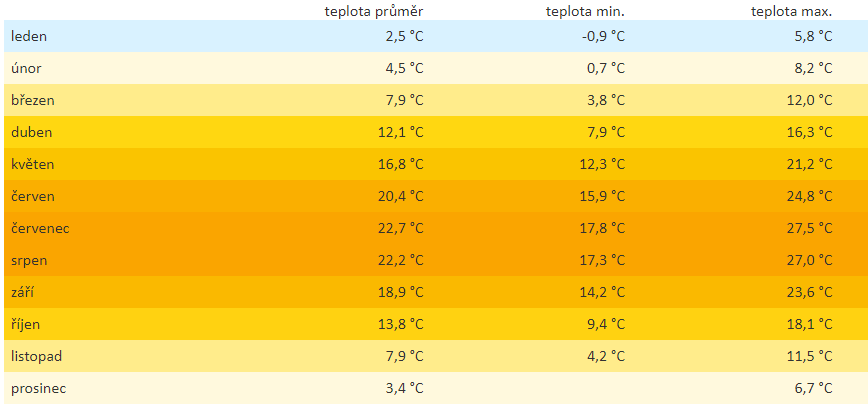 teplota průměr teplota min. teplota max.
leden 2,5 °C -0,9 °C 5,8 °C
únor 4,5 °C 0,7 °C 8,2 °C
březen 7,9 °C 3,8 °C 12,0 °C
duben 12,1 °C 7,9 °C 16,3 °C
květen 16,8 °C 12,3 °C 21,2 °C
červen 20,4 °C 15,9 °C 24,8 °C
červenec 22,7 °C 17,8 °C 27,5 °C
srpen 22,2 °C 17,3 °C 27,0 °C
září 18,9 °C 14,2 °C 23,6 °C
říjen 13,8 °C 9,4 °C 18,1 °C
listopad 7,9 °C 4,2 °C 11,5 °C
prosinec 3,4 °C 6,7 °C